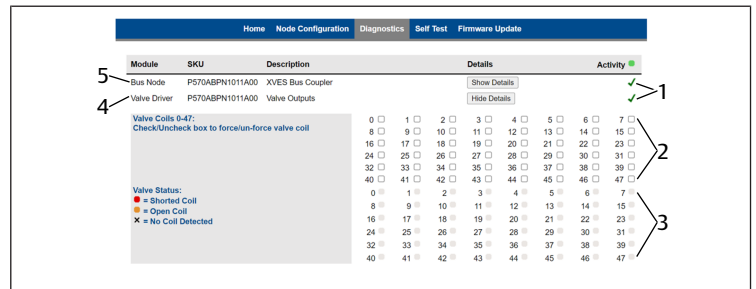 Home Node Configuration Diagnostics Self Test Firmware Update
Module SKU Description Details Activity
5 Bus Node P570ABPN1011A00 XVES Bus Coupler Show Details 1
4 Valve Driver P570ABPN1011A00 Valve Outputs Hide Details
Valve Coils 0-47: 0 1 2 3 4 5 6 7
Check/Uncheck box to force/un-force valve coil 8 9 10 11 12 13 14 15
16 17 18 19 20 21 22 23
24 25 26 27 28 29 30 31 2
32 33 34 35 36 37 38 39
40 41 42 43 44 45 46 47
Valve Status: 0 1 2 3 4 5 6 7
= Shorted Coil 8 9 10 11 12 13 14 15
= Open Coil 16 17 18 19 20 21 22 23 3
X = No Coil Detected 24 25 26 27 28 29 30 31
32 33 34 35 36 37 38 39
40 41 42 43 44 45 46 47